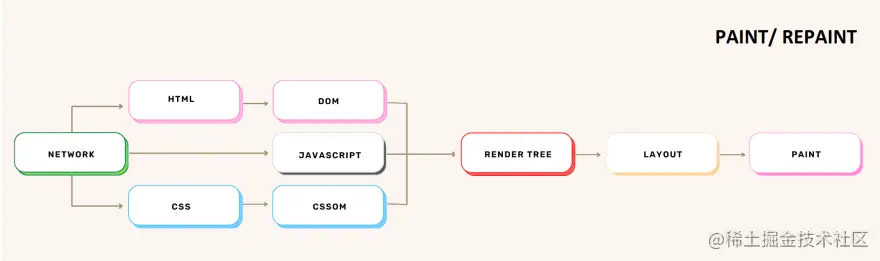 PAINT/ REPAINT
HTML
DOM
NETWORK
JAVASCRIPT
RENDER TREE
LAYOUT
PAINT
CSS
CSSOM
@稀土掘金技术社区